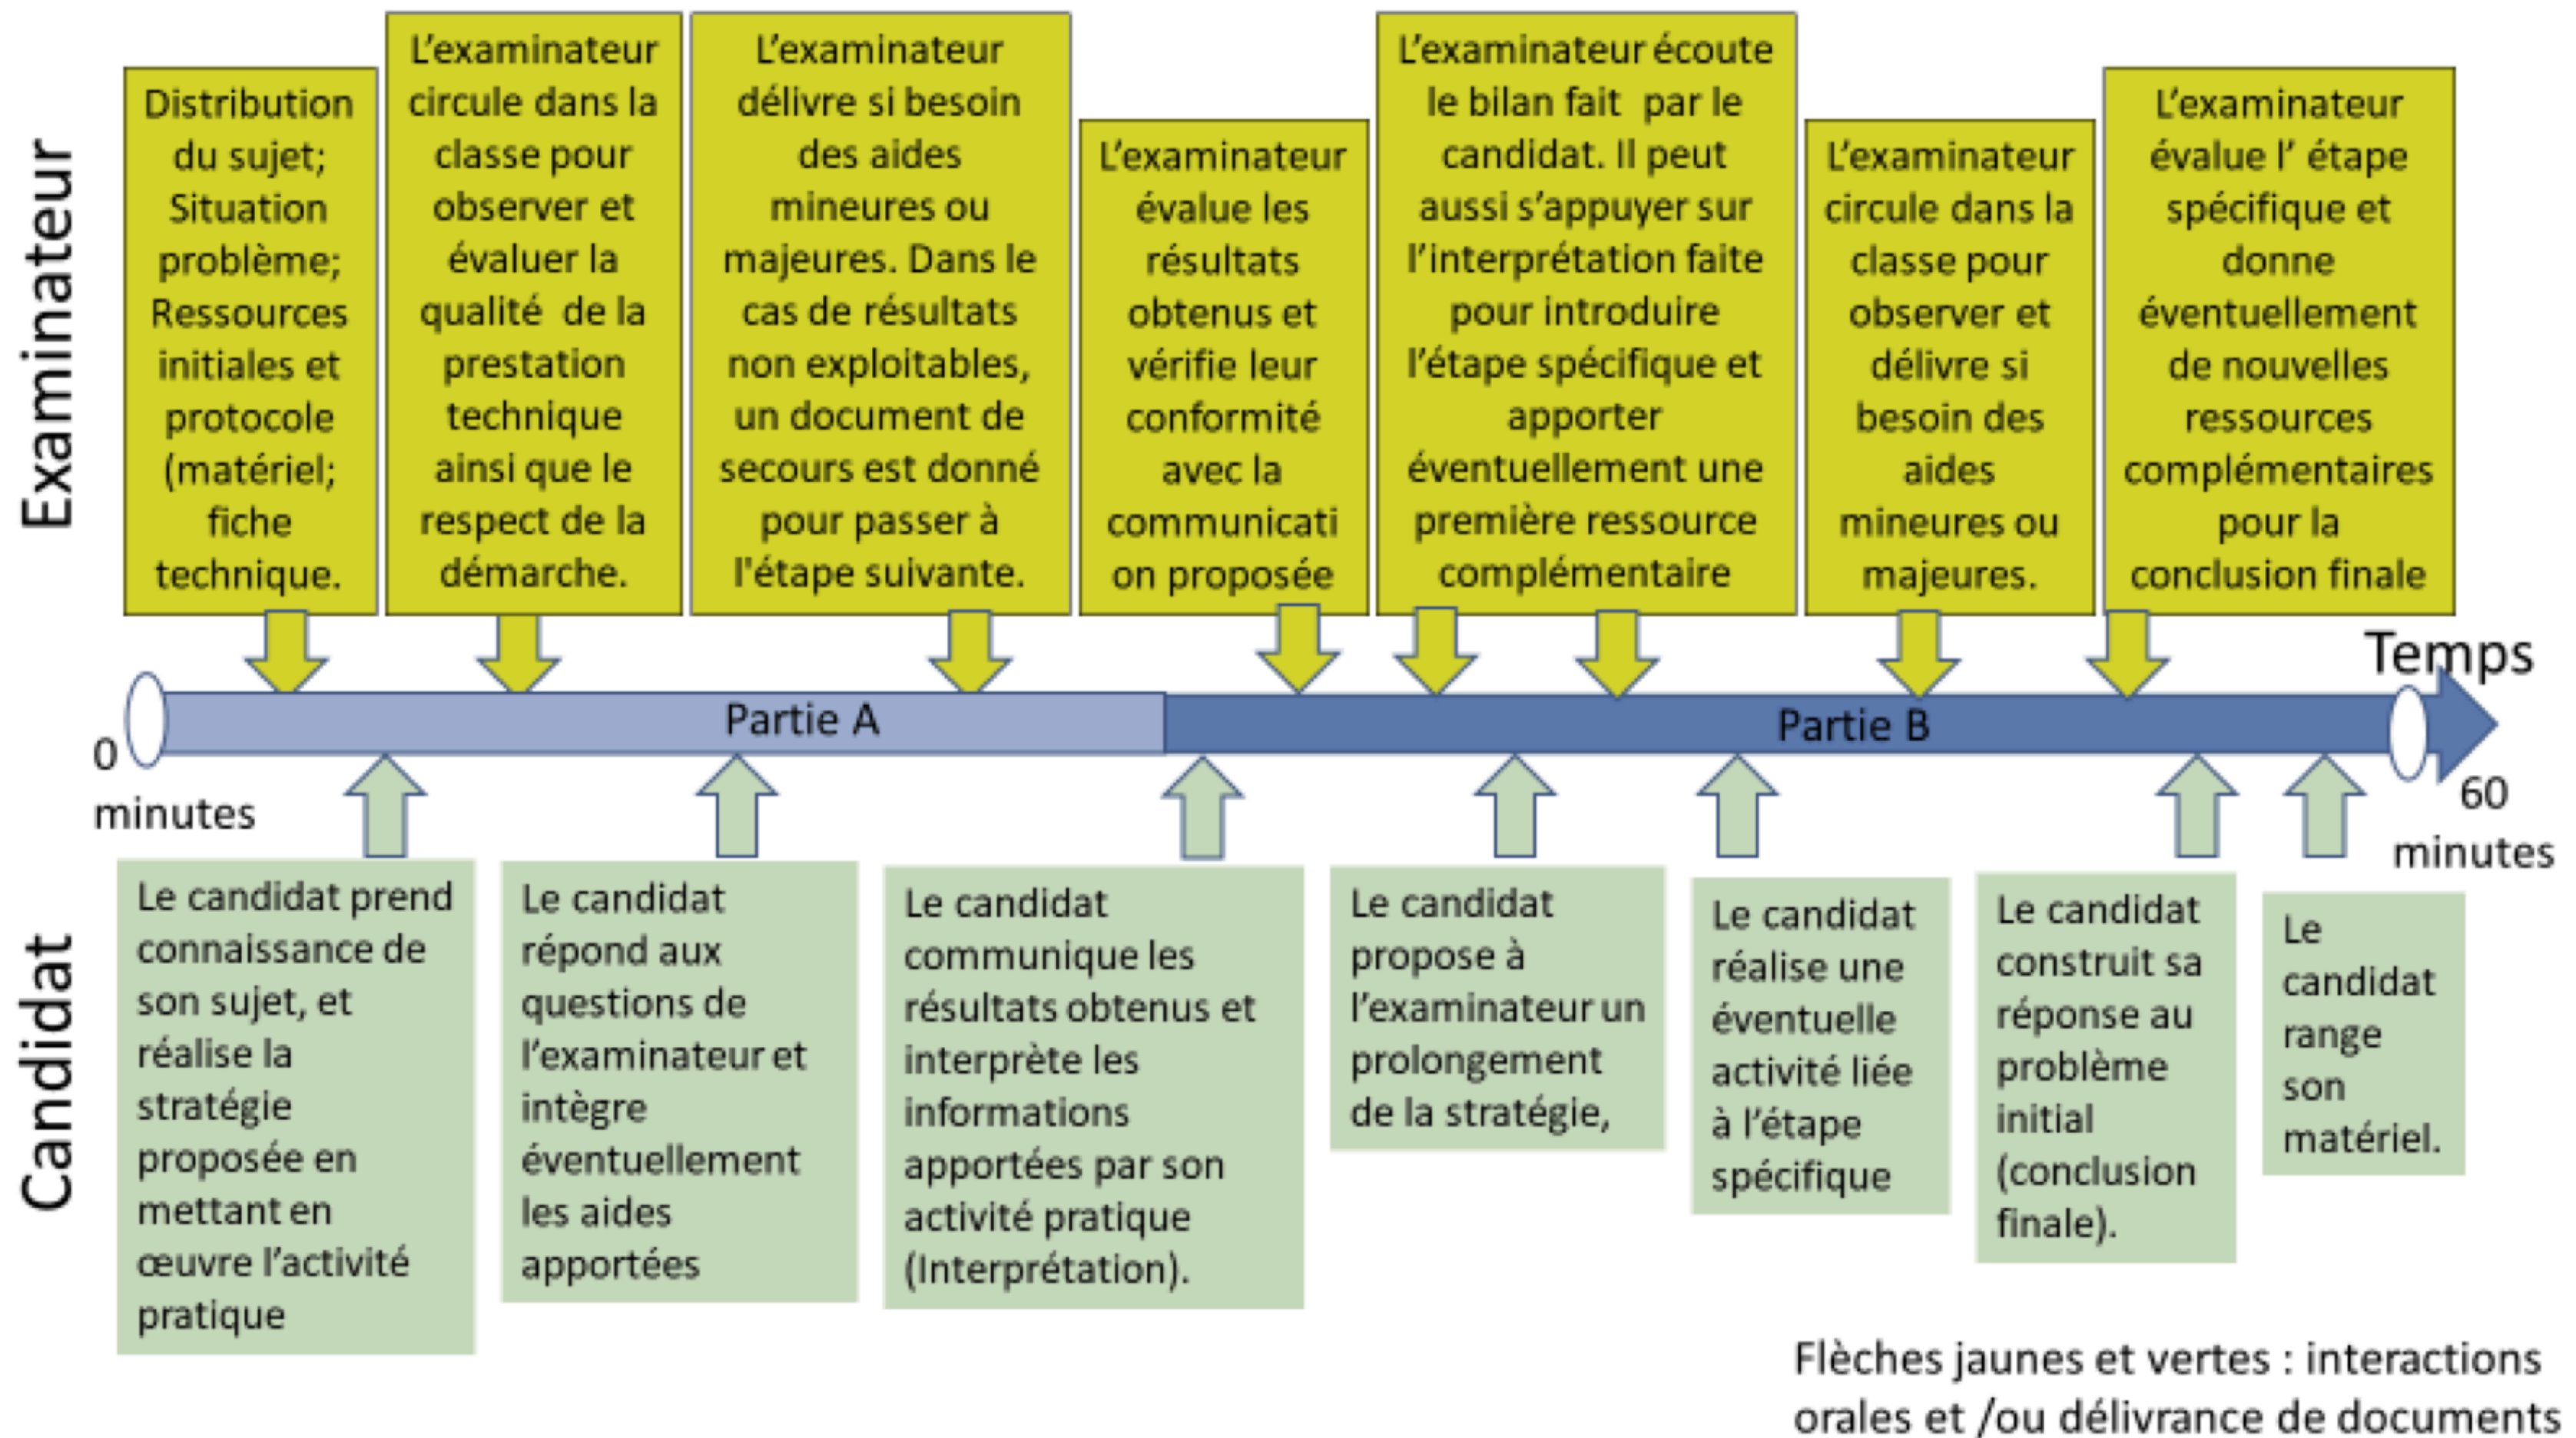 Examinateur
Distribution
du sujet;
Situation
problème;
Ressources
initiales et
protocole
(matériel;
fiche
technique.
L'examinateur
circule dans la
classe pour
observer et
évaluer la
qualité de la
prestation
technique
ainsi que le
respect de la
démarche.
L'examinateur
délivre si besoin
des aides
mineures ou
majeures. Dans le
cas de résultats
non exploitables,
un document de
secours est donné
pour passer à
l'étape suivante.
L'examinateur
évalue les
résultats
obtenus et
vérifie leur
conformité
avec la
communicati
on proposée
L'examinateur écoute
le bilan fait par le
candidat. Il peut
aussi s'appuyer sur
l'interprétation faite
pour introduire
l'étape spécifique et
apporter
éventuellement une
première ressource
complémentaire
L'examinateur
circule dans la
classe pour
observer et
délivre si
besoin des
aides
mineures ou
majeures.
L'examinateur
évalue l' étape
spécifique et
donne
éventuellement
de nouvelles
ressources
complémentaires
pour la
conclusion finale
Temps
Partie A
Partie B
0
minutes
60
minutes
Candidat
Le candidat prend
connaissance de
son sujet, et
réalise la
stratégie
proposée en
mettant en
œuvre l'activité
pratique
Le candidat
répond aux
questions de
l'examinateur et
intègre
éventuellement
les aides
apportées
Le candidat
communique les
résultats obtenus et
interprète les
informations
apportées par son
activité pratique
(Interprétation).
Le candidat
propose à
l'examinateur un
prolongement
de la stratégie,
Le candidat
réalise une
éventuelle
activité liée
à l'étape
spécifique
Le candidat
construit sa
réponse au
problème
initial
(conclusion
finale).
Le
candidat
range
son
matériel.
Flèches jaunes et vertes : interactions
orales et /ou délivrance de documents